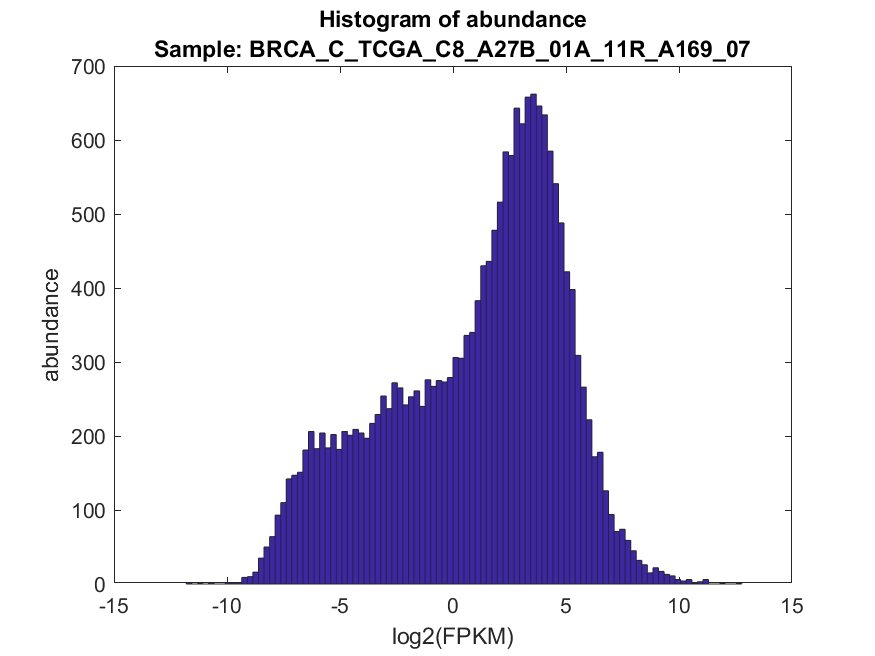 Histogram of abundance
Sample: BRCA_C_TCGA_C8_A27B_01A_11R_A169_07
700
600
500
400
300
200
100
0
abundance
-15 -10 -5 0 5 10 15
log2(FPKM)